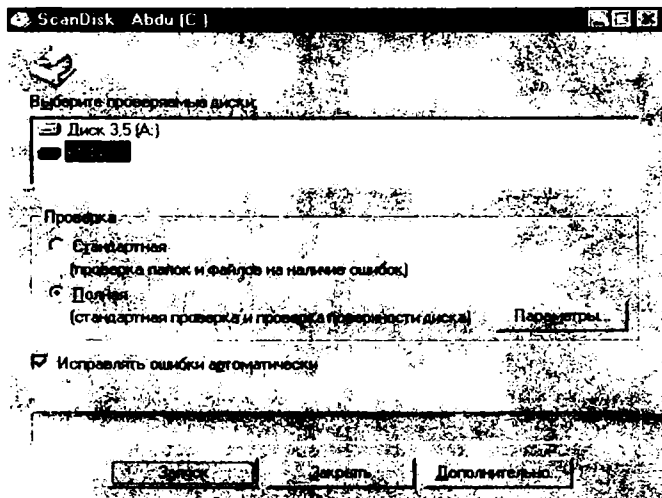 ScanDisk - Abdu (C:)
Выберите проверяемые диски:
Диск 3,5 (A:)
Проверка
Стандартная
(проверка папок и файлов на наличие ошибок)
Полная
(стандартная проверка и проверка поверхности диска)
Параметры...
Исправлять ошибки автоматически
Запуск
Закрыть
Дополнительно...